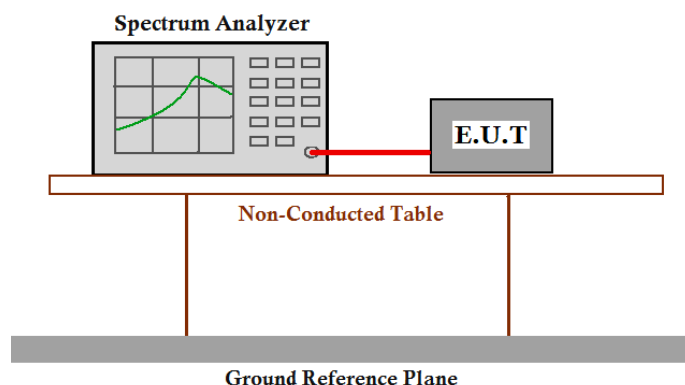 Spectrum Analyzer
E.U.T
Non-Conducted Table
Ground Reference Plane